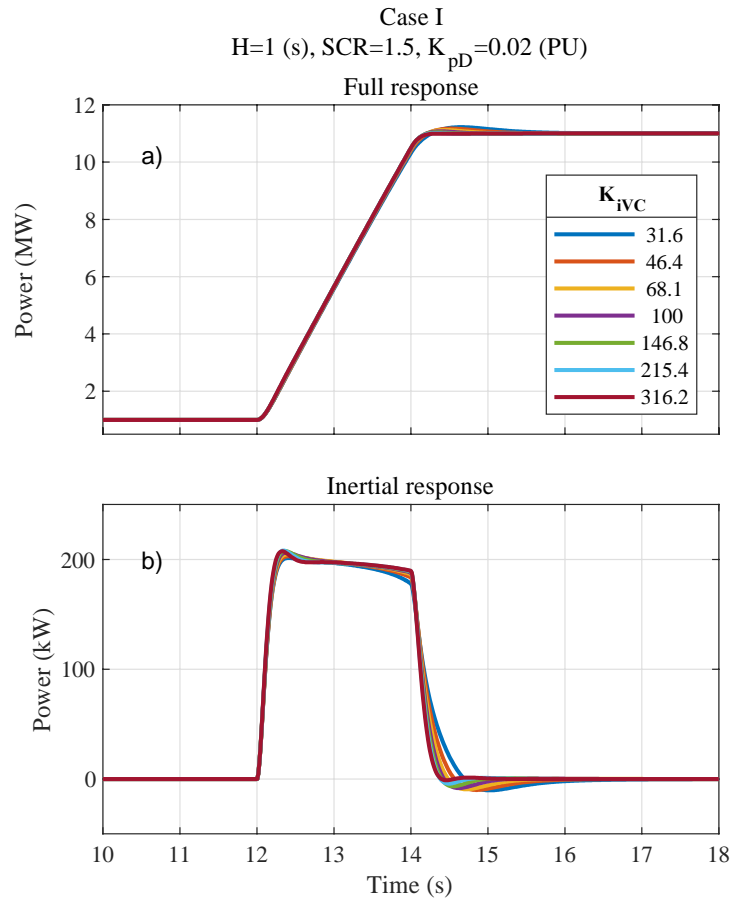 Case I
H=1 (s), SCR=1.5, K_pD=0.02 (PU)
Full response
a)
12
10
8
6
4
2
Power (MW)
K_iVC
31.6
46.4
68.1
100
146.8
215.4
316.2
Inertial response
b)
200
100
0
Power (kW)
10 11 12 13 14 15 16 17 18
Time (s)